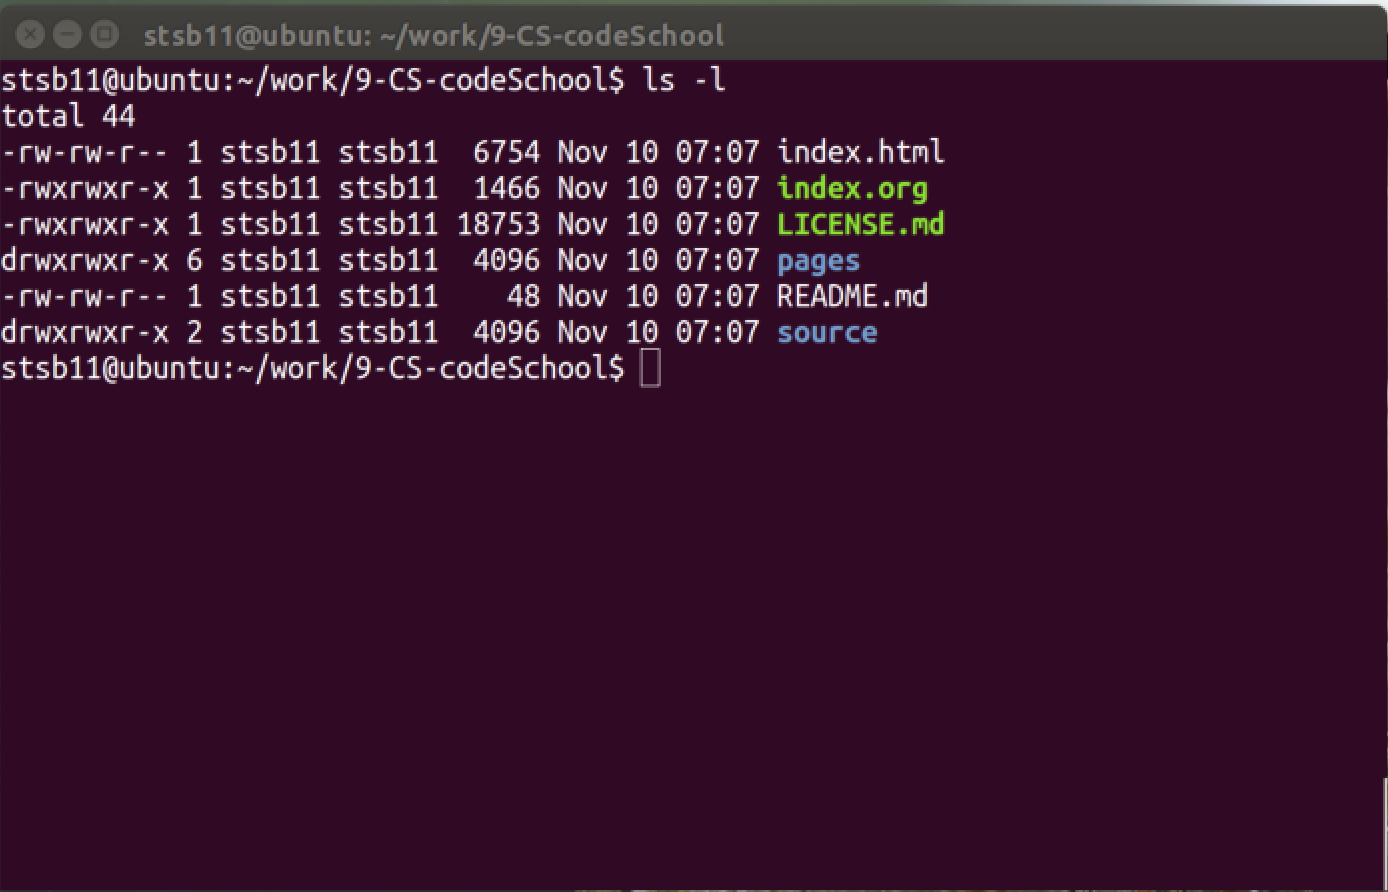 stsb11@ubuntu: ~/work/9-CS-codeSchool
stsb11@ubuntu:~/work/9-CS-codeSchool$ ls -l
total 44
-rw-rw-r-- 1 stsb11 stsb11  6754 Nov 10 07:07 index.html
-rwxrwxr-x 1 stsb11 stsb11  1466 Nov 10 07:07 index.org
-rwxrwxr-x 1 stsb11 stsb11 18753 Nov 10 07:07 LICENSE.md
drwxrwxr-x 6 stsb11 stsb11  4096 Nov 10 07:07 pages
-rw-rw-r-- 1 stsb11 stsb11    48 Nov 10 07:07 README.md
drwxrwxr-x 2 stsb11 stsb11  4096 Nov 10 07:07 source
stsb11@ubuntu:~/work/9-CS-codeSchool$